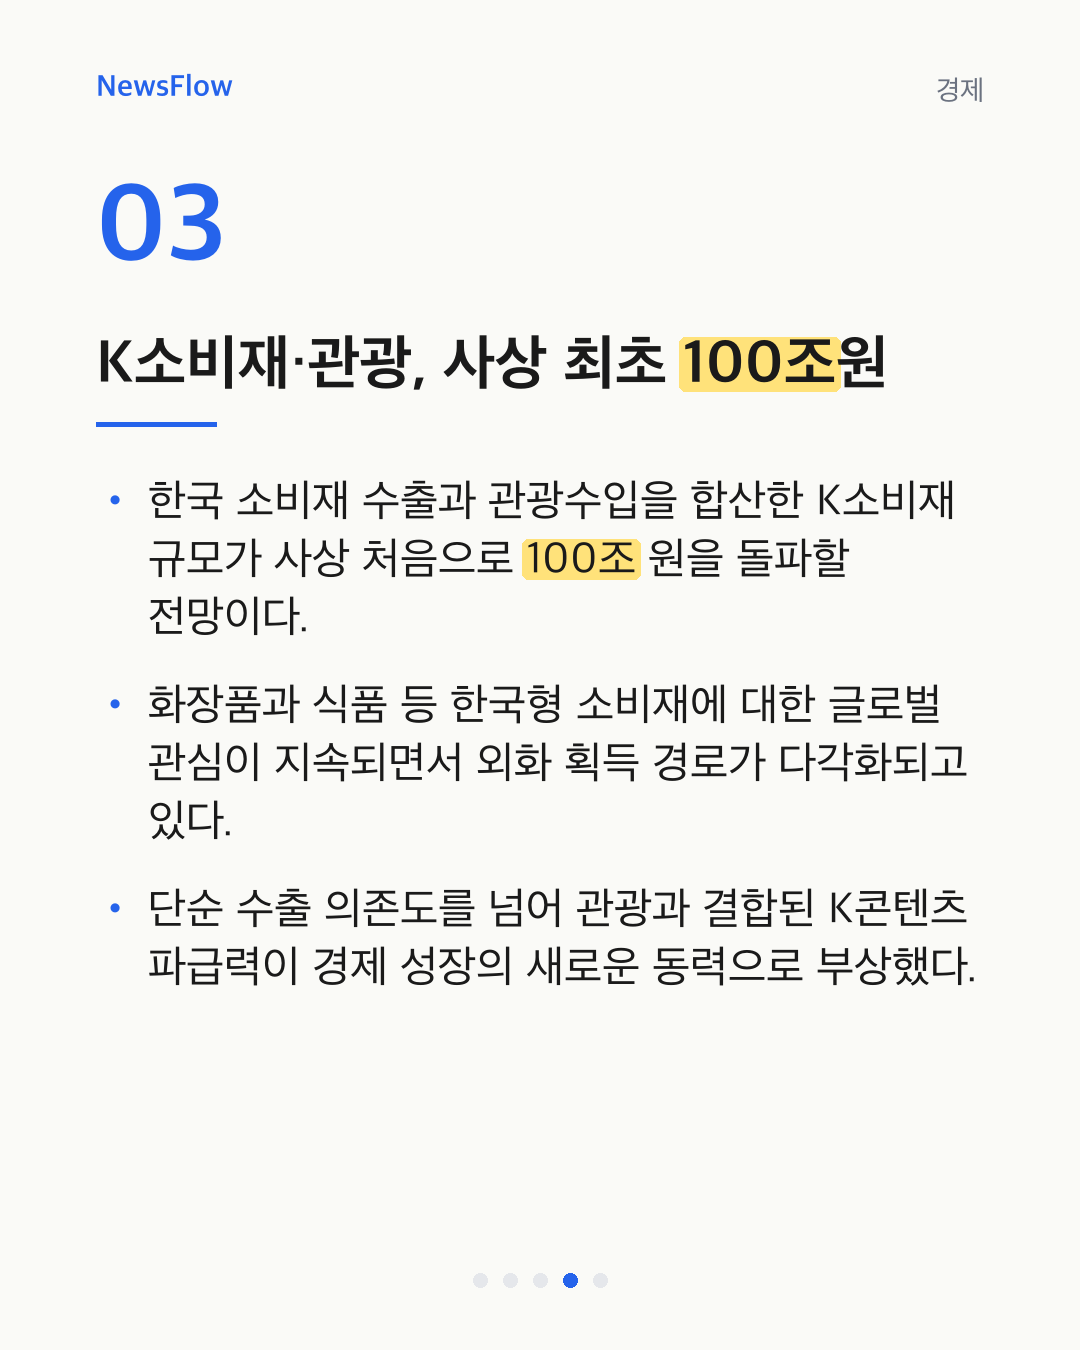 NewsFlow
경제
03
K소비재·관광, 사상 최초 100조원
• 한국 소비재 수출과 관광수입을 합산한 K소비재
규모가 사상 처음으로 100조 원을 돌파할
전망이다.
• 화장품과 식품 등 한국형 소비재에 대한 글로벌
관심이 지속되면서 외화 획득 경로가 다각화되고
있다.
• 단순 수출 의존도를 넘어 관광과 결합된 K콘텐츠
파급력이 경제 성장의 새로운 동력으로 부상했다.